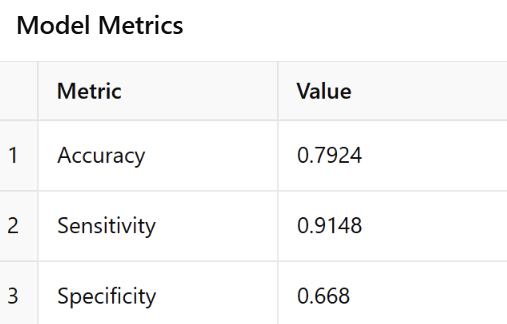 Model Metrics
Metric Value
1 Accuracy 0.7924
2 Sensitivity 0.9148
3 Specificity 0.668